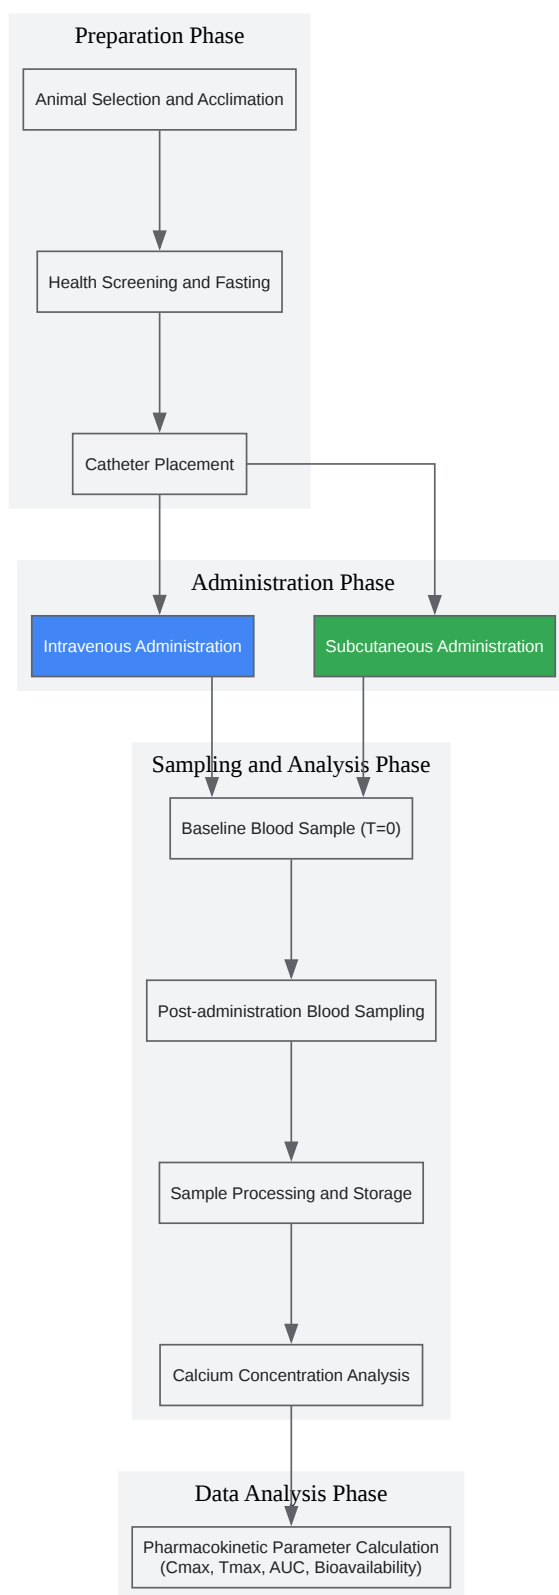 Preparation Phase
Animal Selection and Acclimation
Health Screening and Fasting
Catheter Placement
Administration Phase
Intravenous Administration
Subcutaneous Administration
Sampling and Analysis Phase
Baseline Blood Sample (T=0)
Post-administration Blood Sampling
Sample Processing and Storage
Calcium Concentration Analysis
Data Analysis Phase
Pharmacokinetic Parameter Calculation
(Cmax, Tmax, AUC, Bioavailability)